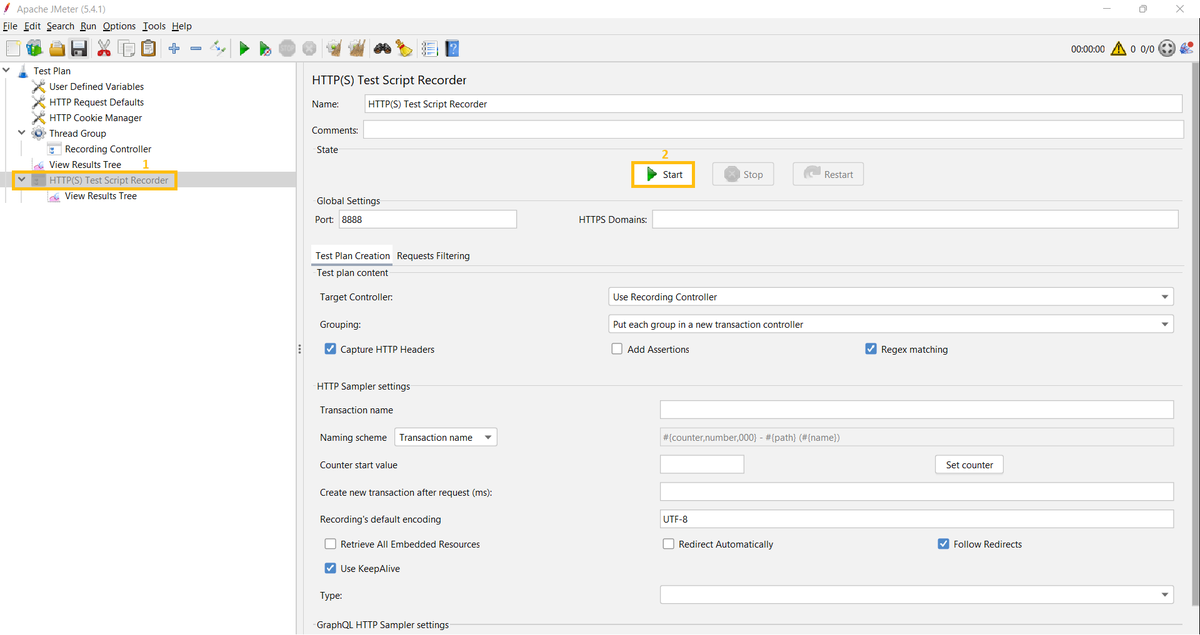 Apache JMeter (5.4.1)
File Edit Search Run Options Tools Help
STOP
00:00:00 0 0/0
Test Plan
User Defined Variables
HTTP Request Defaults
HTTP Cookie Manager
Thread Group
Recording Controller
View Results Tree 1
HTTP(S) Test Script Recorder
View Results Tree
HTTP(S) Test Script Recorder
Name: HTTP(S) Test Script Recorder
Comments:
State
2
Start Stop Restart
Global Settings
Port: 8888 HTTPS Domains:
Test Plan Creation Requests Filtering
Test plan content
Target Controller: Use Recording Controller
Grouping: Put each group in a new transaction controller
Capture HTTP Headers Add Assertions Regex matching
HTTP Sampler settings
Transaction name
Naming scheme Transaction name #{counter,number,000} - #{path} (#{name})
Counter start value Set counter
Create new transaction after request (ms):
Recording's default encoding UTF-8
Retrieve All Embedded Resources Redirect Automatically Follow Redirects
Use KeepAlive
Type:
GraphQL HTTP Sampler settings